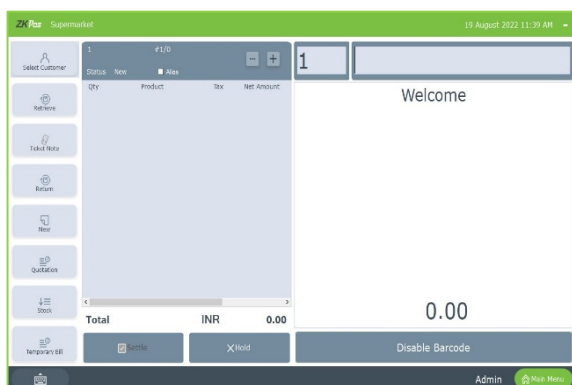 ZKPos Supermarket
19 August 2022 11:39 AM
Select Customer
Retrieve
Ticket Note
Return
New
Quotation
Stock
Temporary Bill
1 #1/0
Status New Alas
Qty Product Tax Net Amount
Total INR 0.00
Settle
Hold
1
Welcome
0.00
Disable Barcode
Admin
Main Menu